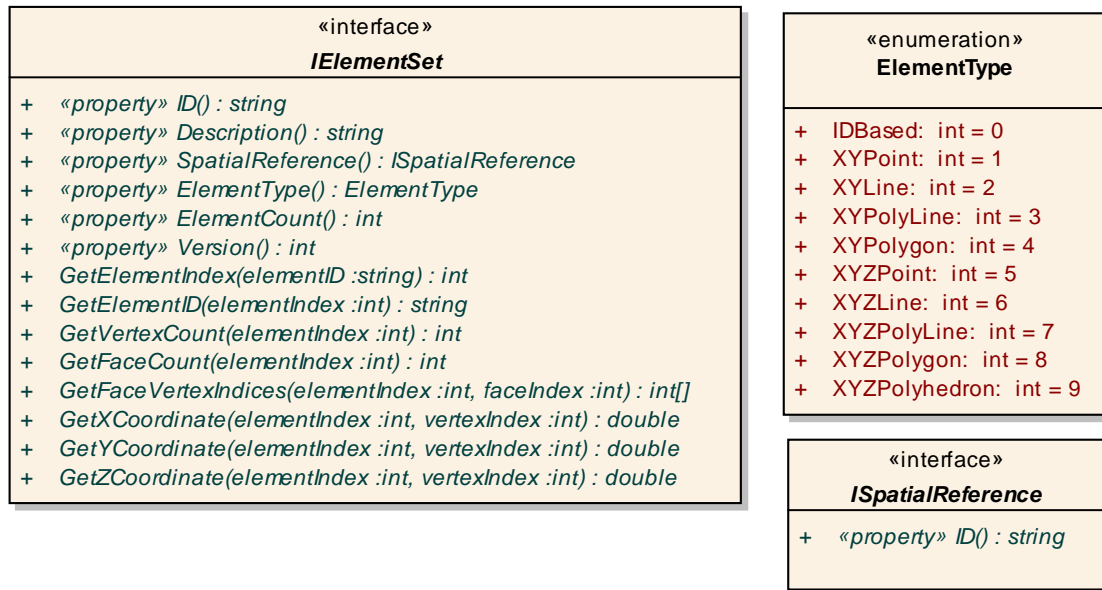 «interface»
IElementSet
+ «property» ID() : string
+ «property» Description() : string
+ «property» SpatialReference() : ISpatialReference
+ «property» ElementType() : ElementType
+ «property» ElementCount() : int
+ «property» Version() : int
+ GetElementIndex(elementID :string) : int
+ GetElementID(elementIndex :int) : string
+ GetVertexCount(elementIndex :int) : int
+ GetFaceCount(elementIndex :int) : int
+ GetFaceVertexIndices(elementIndex :int, faceIndex :int) : int[]
+ GetXCoordinate(elementIndex :int, vertexIndex :int) : double
+ GetYCoordinate(elementIndex :int, vertexIndex :int) : double
+ GetZCoordinate(elementIndex :int, vertexIndex :int) : double
«enumeration»
ElementType
+ IDBased: int = 0
+ XYPoint: int = 1
+ XYLine: int = 2
+ XYPolyLine: int = 3
+ XYPolygon: int = 4
+ XYZPoint: int = 5
+ XYZLine: int = 6
+ XYZPolyLine: int = 7
+ XYZPolygon: int = 8
+ XYZPolyhedron: int = 9
«interface»
ISpatialReference
+ «property» ID() : string